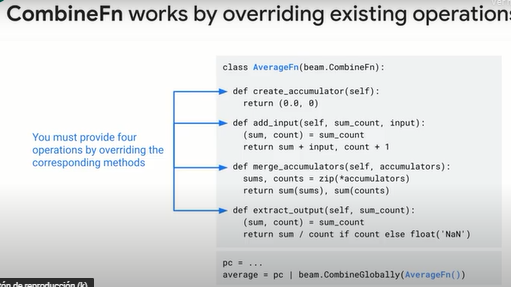 CombineFn works by overriding existing operations
You must provide four
operations by overriding the
corresponding methods
class AverageFn(beam.CombineFn):
def create_accumulator(self):
return (0.0, 0)
def add_input(self, sum_count, input):
(sum, count) = sum_count
return sum + input, count + 1
def merge_accumulators(self, accumulators):
sums, counts = zip(*accumulators)
return sum(sums), sum(counts)
def extract_output(self, sum_count):
(sum, count) = sum_count
return sum / count if count else float('NaN')
pc = ...
average = pc | beam.CombineGlobally(AverageFn())
tón de reproducción (k)